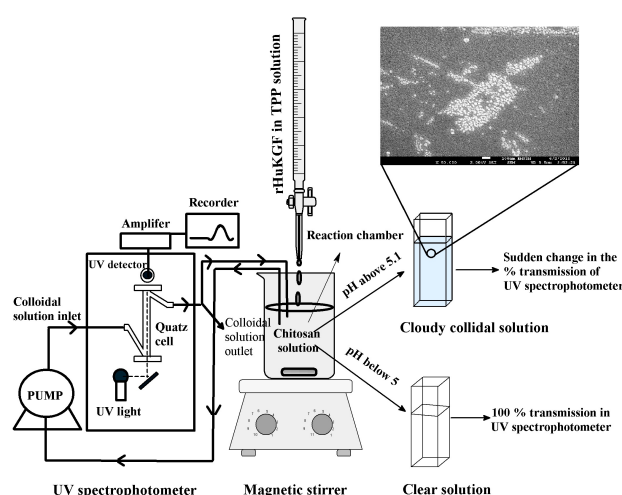 rHuKGF in TPP solution
Recorder
Amplifer
UV detector
Reaction chamber
Colloidal
solution inlet
Quatz
cell
Colloidal
solution
outlet
Chitosan
solution
pH above 5.1
pH below 5
PUMP
UV light
Sudden change in the
% transmission of
UV spectrophotometer
Cloudy collidal solution
100 % transmission in
UV spectrophotometer
UV spectrophotometer
Magnetic stirrer
Clear solution